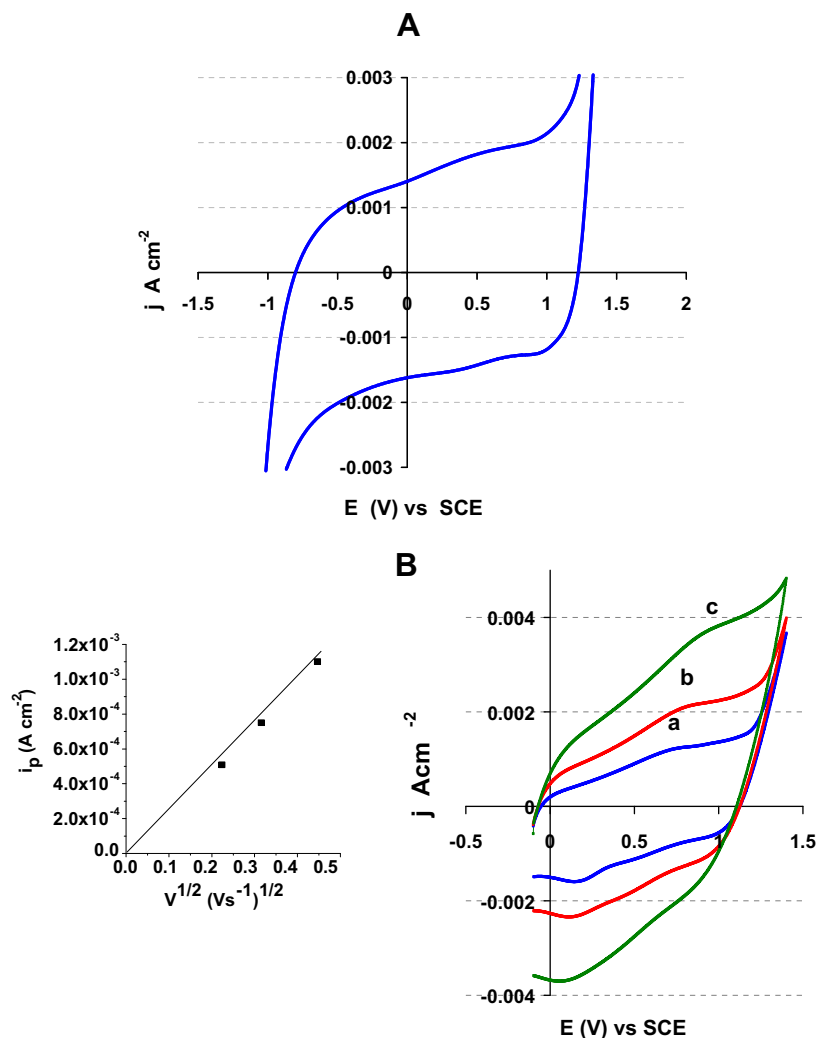 A
0.003
0.002
0.001
0
-0.001
-0.002
-0.003
-1.5 -1 -0.5 0 0.5 1 1.5 2
j A cm-2
E (V) vs SCE
B
1.2x10-3
1.0x10-3
8.0x10-4
6.0x10-4
4.0x10-4
2.0x10-4
0.0
0.0 0.1 0.2 0.3 0.4 0.5
ip (A cm-2)
V1/2 (Vs-1)1/2
0.004
0.002
0
-0.002
-0.004
-0.5 0 0.5 1 1.5
c
b
a
j Acm-2
E (V) vs SCE